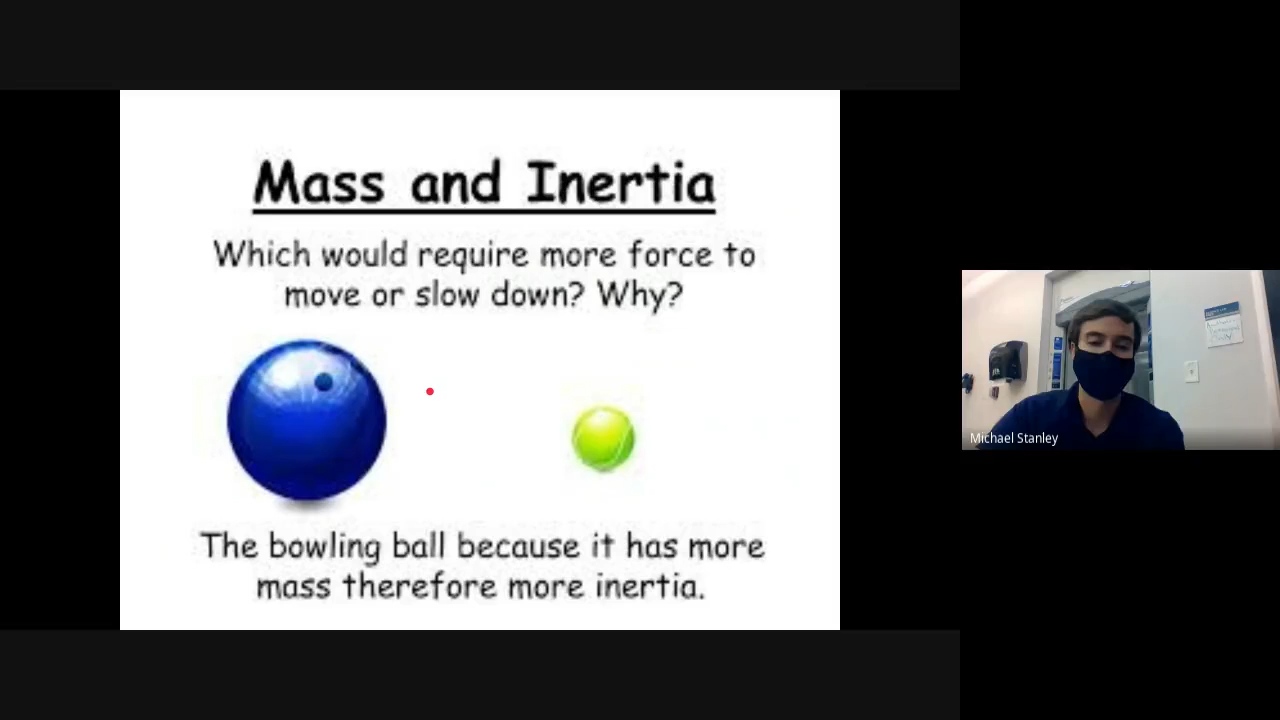 Mass and Inertia
Which would require more force to
move or slow down? Why?
The bowling ball because it has more
mass therefore more inertia.
Michael Stanley